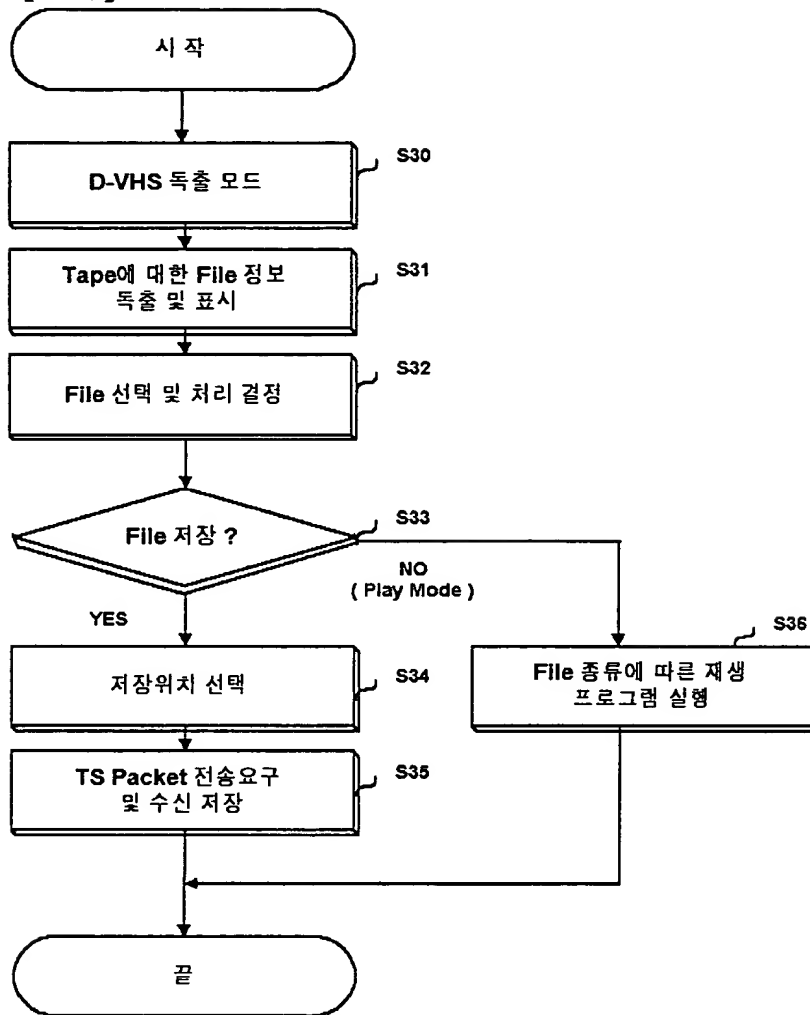 시 작
S30
D-VHS 독출 모드
S31
Tape에 대한 File 정보
독출 및 표시
S32
File 선택 및 처리 결정
S33
File 저장 ?
NO
( Play Mode )
YES
S34
저장위치 선택
S36
File 종류에 따른 재생
프로그램 실행
S35
TS Packet 전송요구
및 수신 저장
끝